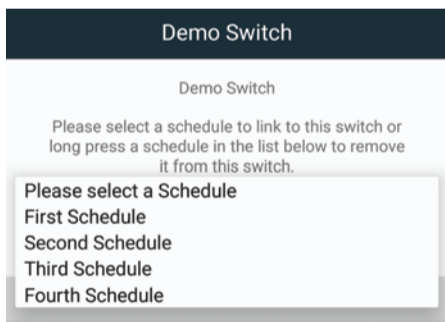 Demo Switch
Demo Switch
Please select a schedule to link to this switch or
long press a schedule in the list below to remove
it from this switch.
Please select a Schedule
First Schedule
Second Schedule
Third Schedule
Fourth Schedule